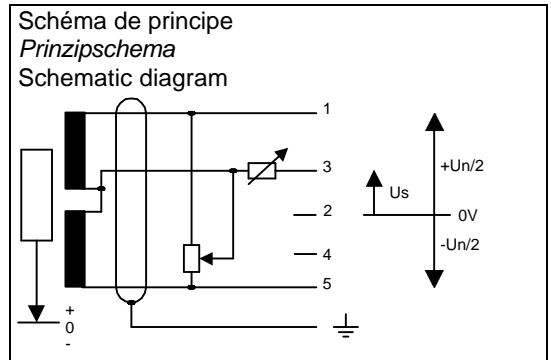 Schéma de principe
Prinzipschema
Schematic diagram
1
3
2
4
5
Us
+Un/2
0V
-Un/2
+
0
-